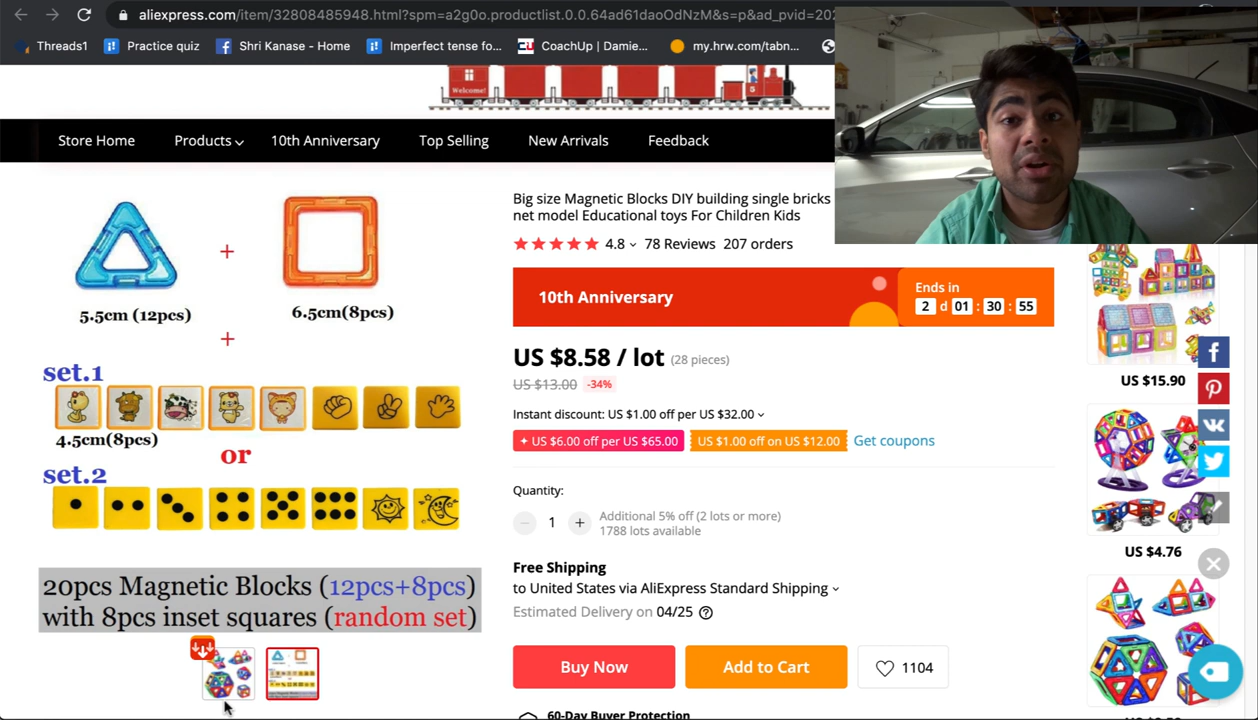 aliexpress.com/item/32808485948.html?spm=a2g0o.productlist.0.0.64ad61daoOdNzM&s=p&ad_pvid=202
Threads1
Practice quiz
Shri Kanase - Home
Imperfect tense fo...
CoachUp | Damie...
my.hrw.com/tabn...
Welcome!
5
Store Home
Products
10th Anniversary
Top Selling
New Arrivals
Feedback
5.5cm (12pcs)
+
6.5cm(8pcs)
+
set.1
4.5cm(8pcs)
or
set.2
20pcs Magnetic Blocks (12pcs+8pcs)
with 8pcs inset squares (random set)
Big size Magnetic Blocks DIY building single bricks
net model Educational toys For Children Kids
4.8
78 Reviews
207 orders
10th Anniversary
Ends in
2 d 01 : 30 : 55
US $8.58 / lot (28 pieces)
US $13.00 -34%
Instant discount: US $1.00 off per US $32.00
US $6.00 off per US $65.00
US $1.00 off on US $12.00
Get coupons
Quantity:
1
Additional 5% off (2 lots or more)
1788 lots available
Free Shipping
to United States via AliExpress Standard Shipping
Estimated Delivery on 04/25
Buy Now
Add to Cart
1104
60-Day Buyer Protection
US $15.90
US $4.76